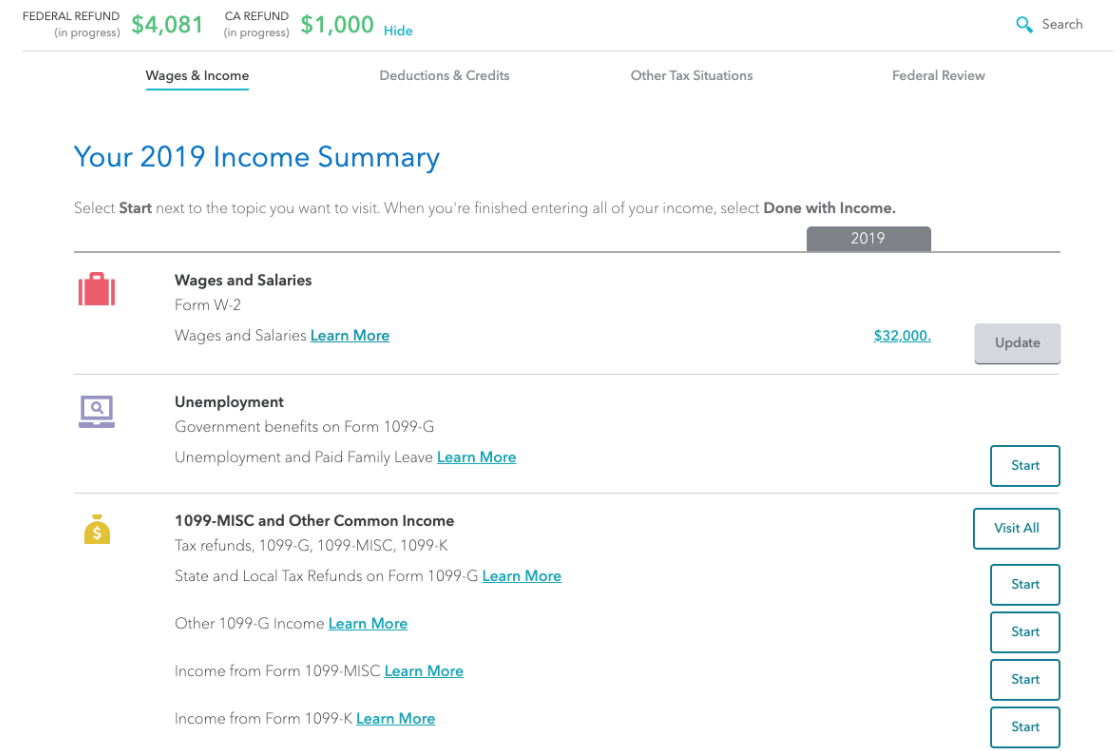 FEDERAL REFUND (in progress) $4,081 CA REFUND (in progress) $1,000 Hide Search
Wages & Income Deductions & Credits Other Tax Situations Federal Review
Your 2019 Income Summary
Select Start next to the topic you want to visit. When you're finished entering all of your income, select Done with Income.
2019
Wages and Salaries
Form W-2
Wages and Salaries Learn More $32,000. Update
Unemployment
Government benefits on Form 1099-G
Unemployment and Paid Family Leave Learn More Start
1099-MISC and Other Common Income Visit All
Tax refunds, 1099-G, 1099-MISC, 1099-K
State and Local Tax Refunds on Form 1099-G Learn More Start
Other 1099-G Income Learn More Start
Income from Form 1099-MISC Learn More Start
Income from Form 1099-K Learn More Start